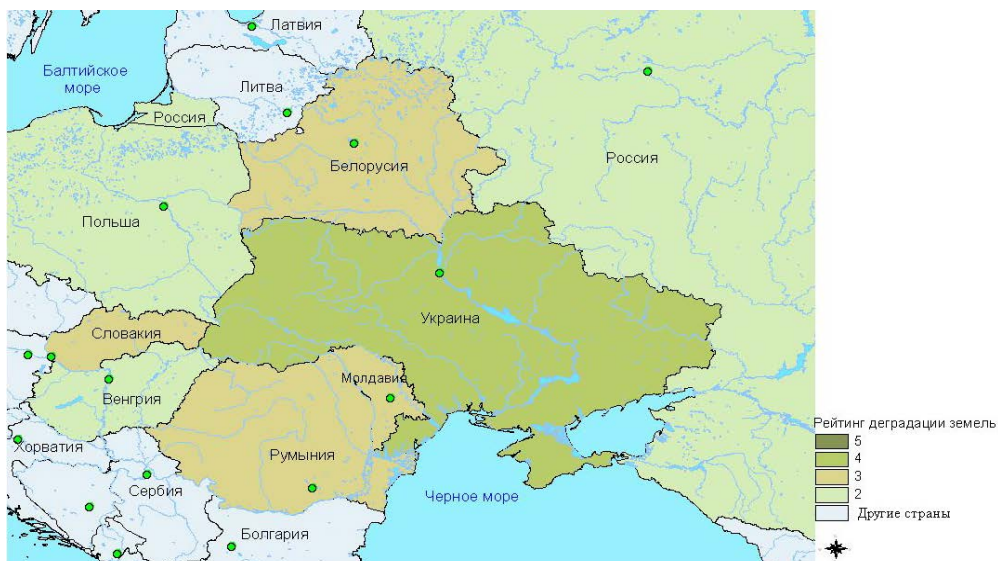 Латвия
Балтийское
море
Литва
Россия
Белорусия
Россия
Польша
Украина
Словакия
Молдавия
Венгрия
Хорватия
Румыния
Сербия
Черное море
Болгария
Рейтинг деградации земель
5
4
3
2
Другие страны